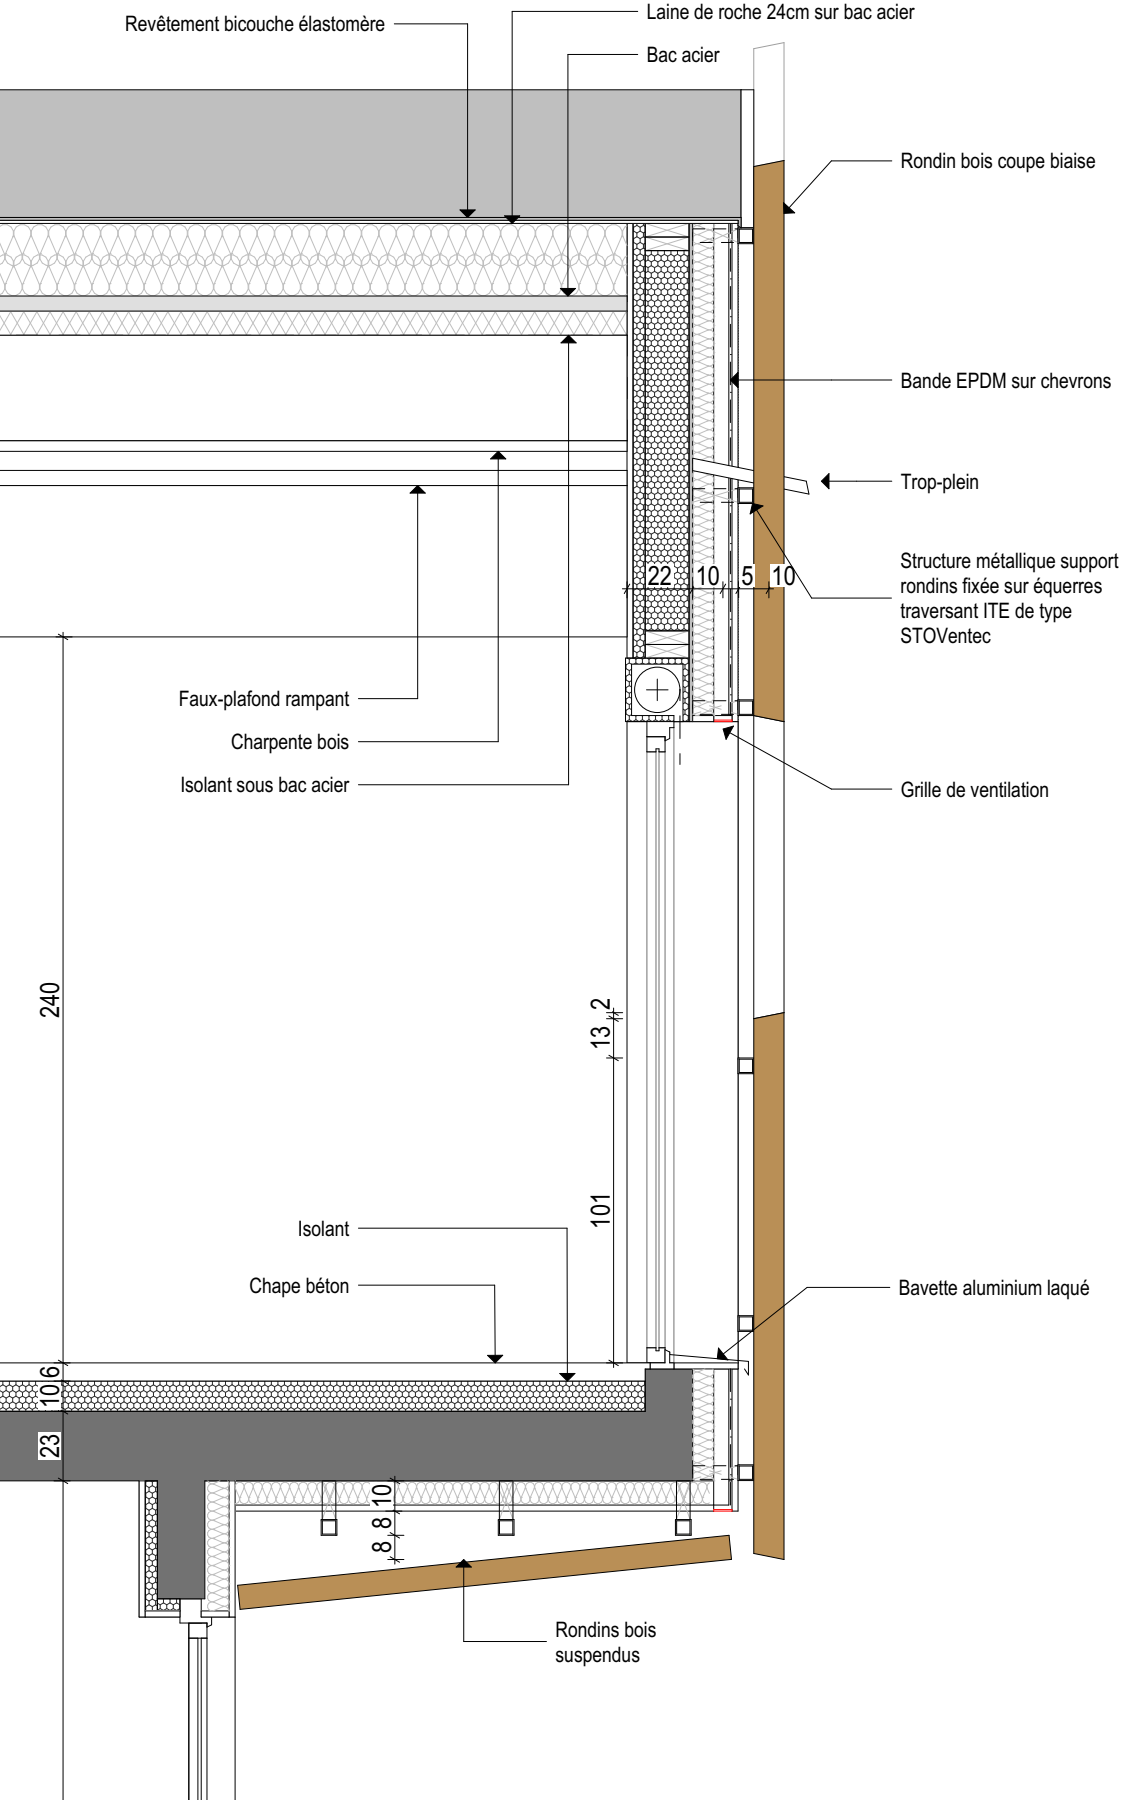 Laine de roche 24cm sur bac acier
Revêtement bicouche élastomère
Bac acier
Rondin bois coupe biaise
Bande EPDM sur chevrons
Trop-plein
Structure métallique support
rondins fixée sur équerres
traversant ITE de type
STOVentec
22 10 5 10
Faux-plafond rampant
Charpente bois
Isolant sous bac acier
Grille de ventilation
240
2
13
101
Isolant
Chape béton
Bavette aluminium laqué
6
10
23
10
8
8
Rondins bois
suspendus